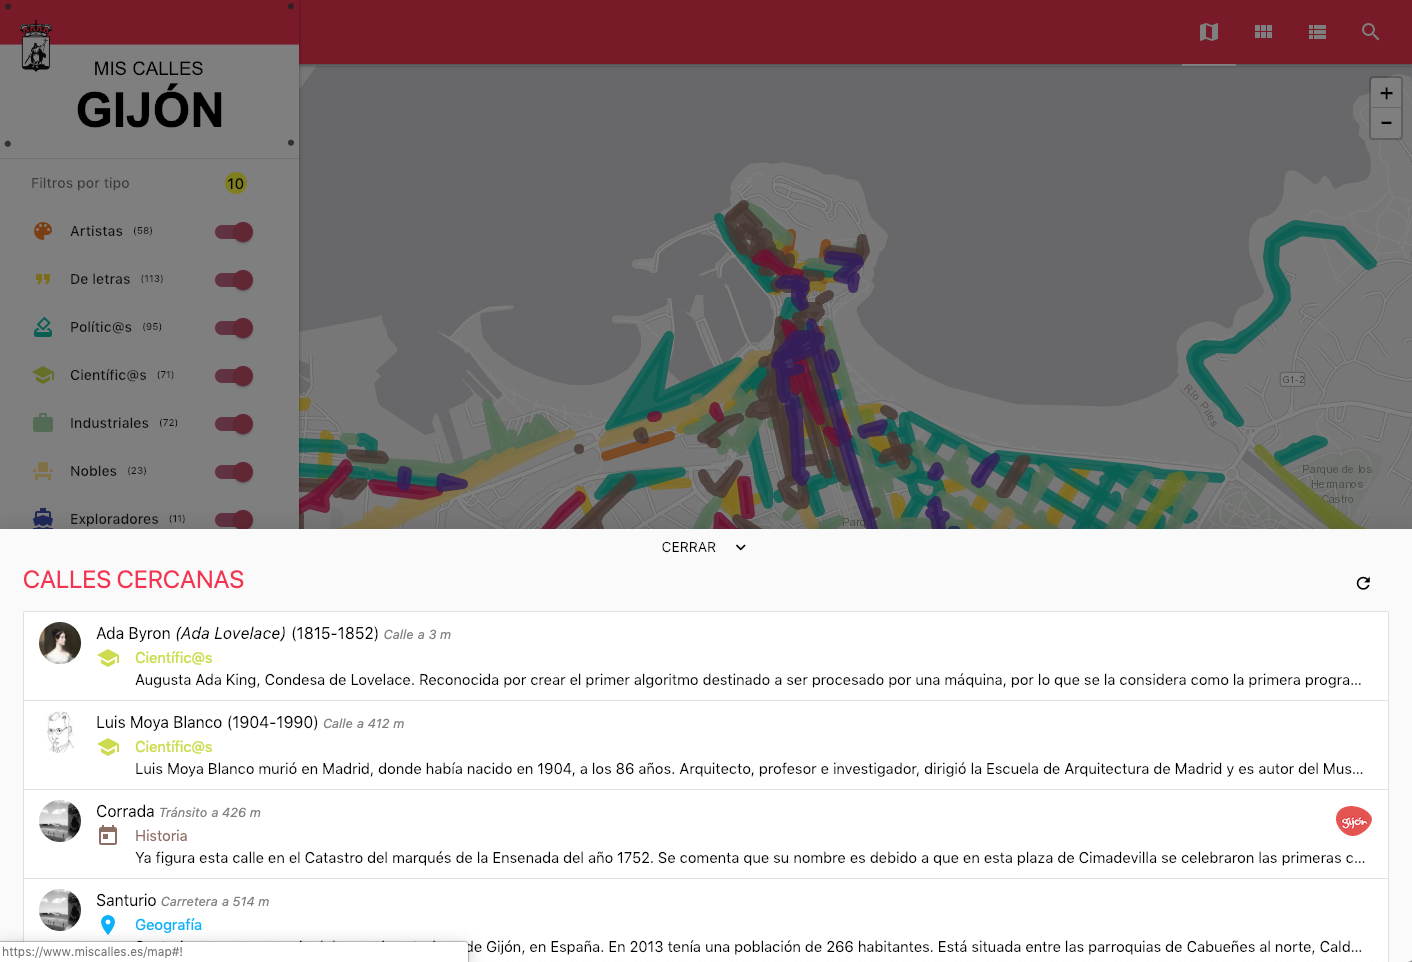 MIS CALLES
GIJÓN
+
-
Filtros por tipo 10
Artistas (58)
De letras (113)
Polític@s (95)
Científic@s (71)
Industriales (72)
Nobles (23)
Exploradores (11)
G1-2
Río Piles
Parque de los
Hermanos
Castro
CERRAR
CALLES CERCANAS
Ada Byron (Ada Lovelace) (1815-1852) Calle a 3 m
Científic@s
Augusta Ada King, Condesa de Lovelace. Reconocida por crear el primer algoritmo destinado a ser procesado por una máquina, por lo que se la considera como la primera progra...
Luis Moya Blanco (1904-1990) Calle a 412 m
Científic@s
Luis Moya Blanco murió en Madrid, donde había nacido en 1904, a los 86 años. Arquitecto, profesor e investigador, dirigió la Escuela de Arquitectura de Madrid y es autor del Mus...
Corrada Tránsito a 426 m
gijón
Historia
Ya figura esta calle en el Catastro del marqués de la Ensenada del año 1752. Se comenta que su nombre es debido a que en esta plaza de Cimadevilla se celebraron las primeras c...
Santurio Carretera a 514 m
Geografía
de Gijón, en España. En 2013 tenía una población de 266 habitantes. Está situada entre las parroquias de Cabueñes al norte, Cald...
https://www.miscalles.es/map#!